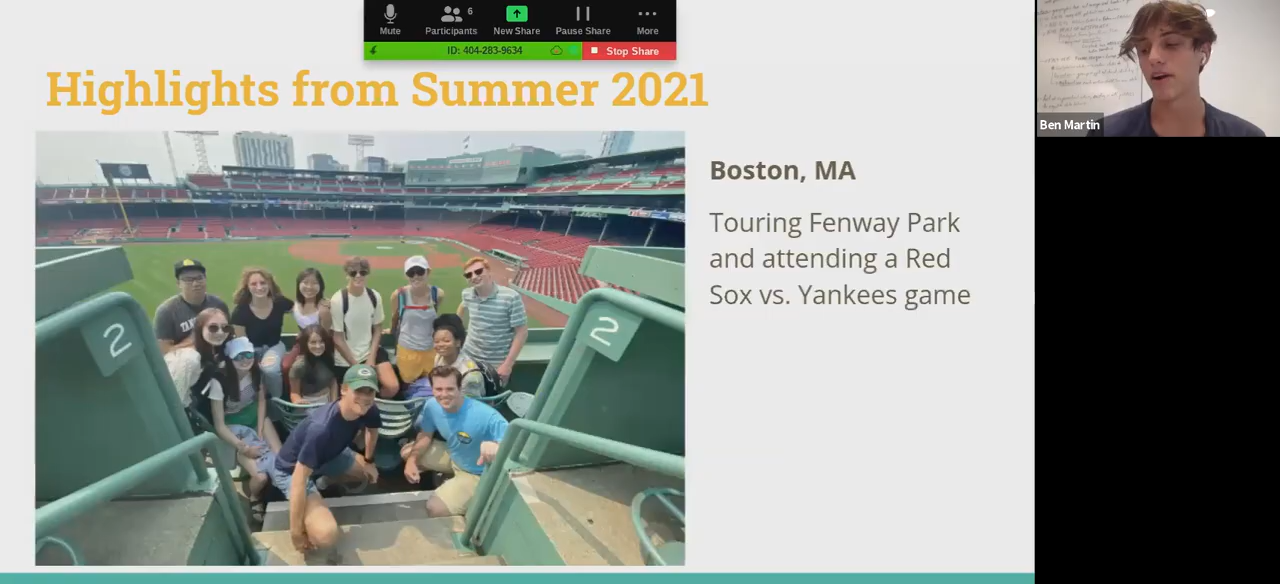 Mute
Participants
6
New Share
Pause Share
More
ID: 404-283-9634
Stop Share
Highlights from Summer 2021
Boston, MA
Touring Fenway Park
and attending a Red
Sox vs. Yankees game
2
2
Ben Martin